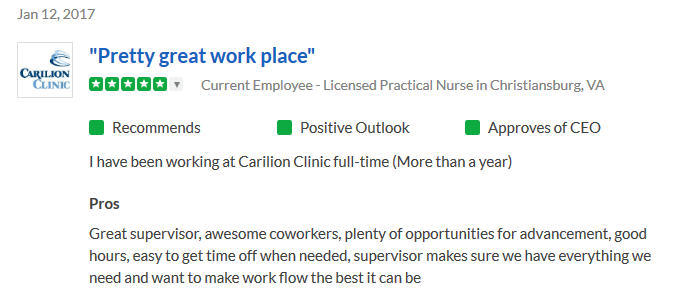 Jan 12, 2017
CARILION
CLINIC
"Pretty great work place"
Current Employee - Licensed Practical Nurse in Christiansburg, VA
Recommends Positive Outlook Approves of CEO
I have been working at Carilion Clinic full-time (More than a year)
Pros
Great supervisor, awesome coworkers, plenty of opportunities for advancement, good
hours, easy to get time off when needed, supervisor makes sure we have everything we
need and want to make work flow the best it can be